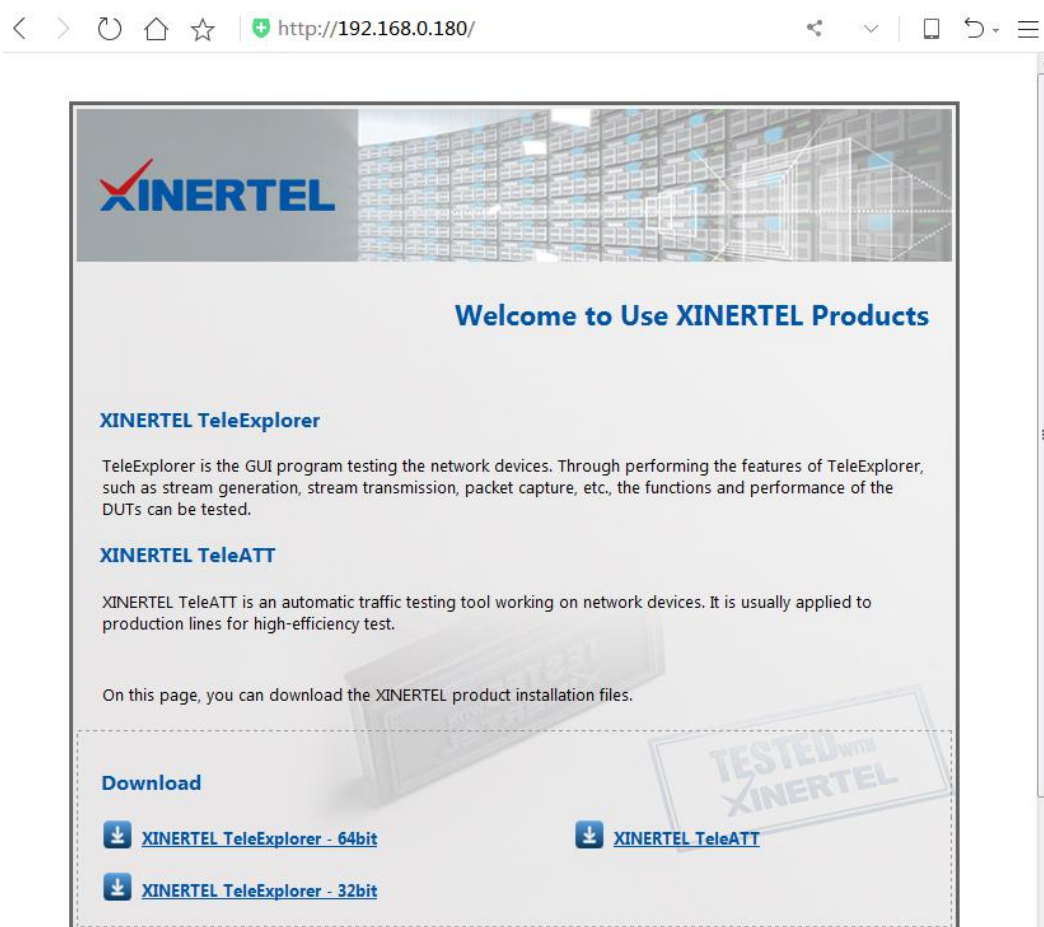 http://192.168.0.180/
XINERTEL
Welcome to Use XINERTEL Products
XINERTEL TeleExplorer
TeleExplorer is the GUI program testing the network devices. Through performing the features of TeleExplorer,
such as stream generation, stream transmission, packet capture, etc., the functions and performance of the
DUTs can be tested.
XINERTEL TeleATT
XINERTEL TeleATT is an automatic traffic testing tool working on network devices. It is usually applied to
production lines for high-efficiency test.
On this page, you can download the XINERTEL product installation files.
TESTED with
XINERTEL
Download
XINERTEL TeleExplorer - 64bit
XINERTEL TeleATT
XINERTEL TeleExplorer - 32bit